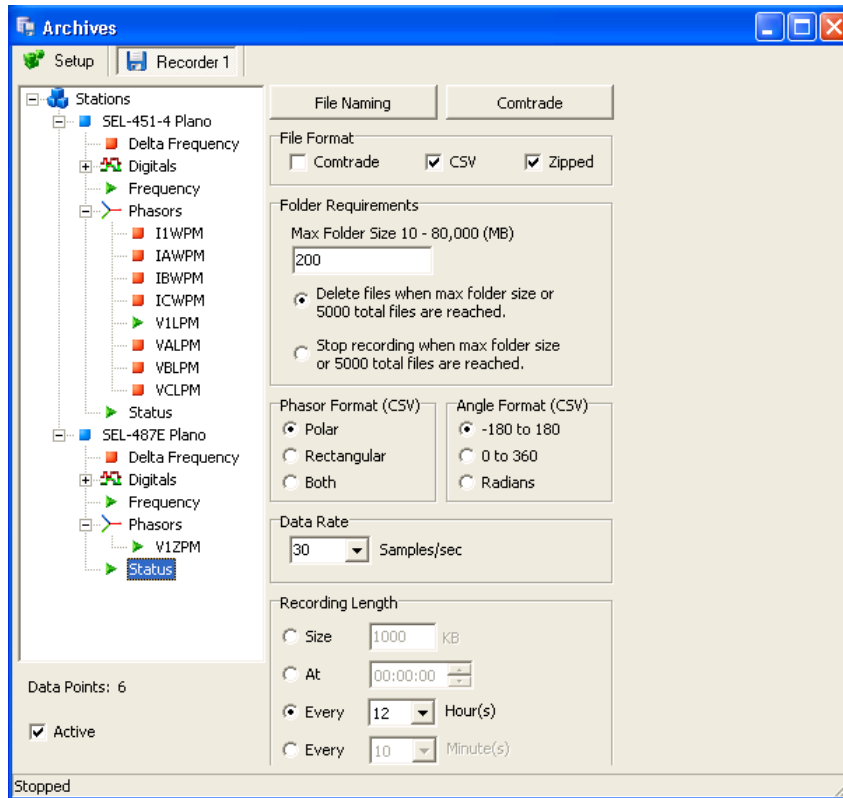 Archives
Setup
Recorder 1
Stations
SEL-451-4 Plano
Delta Frequency
Digitals
Frequency
Phasors
I1WPM
IAWPM
IBWPM
ICWPM
V1LPM
VALPM
VBLPM
VCLPM
Status
SEL-487E Plano
Delta Frequency
Digitals
Frequency
Phasors
V1ZPM
Status
Data Points: 6
Active
File Naming
Comtrade
File Format
Comtrade
CSV
Zipped
Folder Requirements
Max Folder Size 10 - 80,000 (MB)
200
Delete files when max folder size or
5000 total files are reached.
Stop recording when max folder size
or 5000 total files are reached.
Phasor Format (CSV)
Polar
Rectangular
Both
Angle Format (CSV)
-180 to 180
0 to 360
Radians
Data Rate
30 Samples/sec
Recording Length
Size 1000 KB
At 00:00:00
Every 12 Hour(s)
Every 10 Minute(s)
Stopped